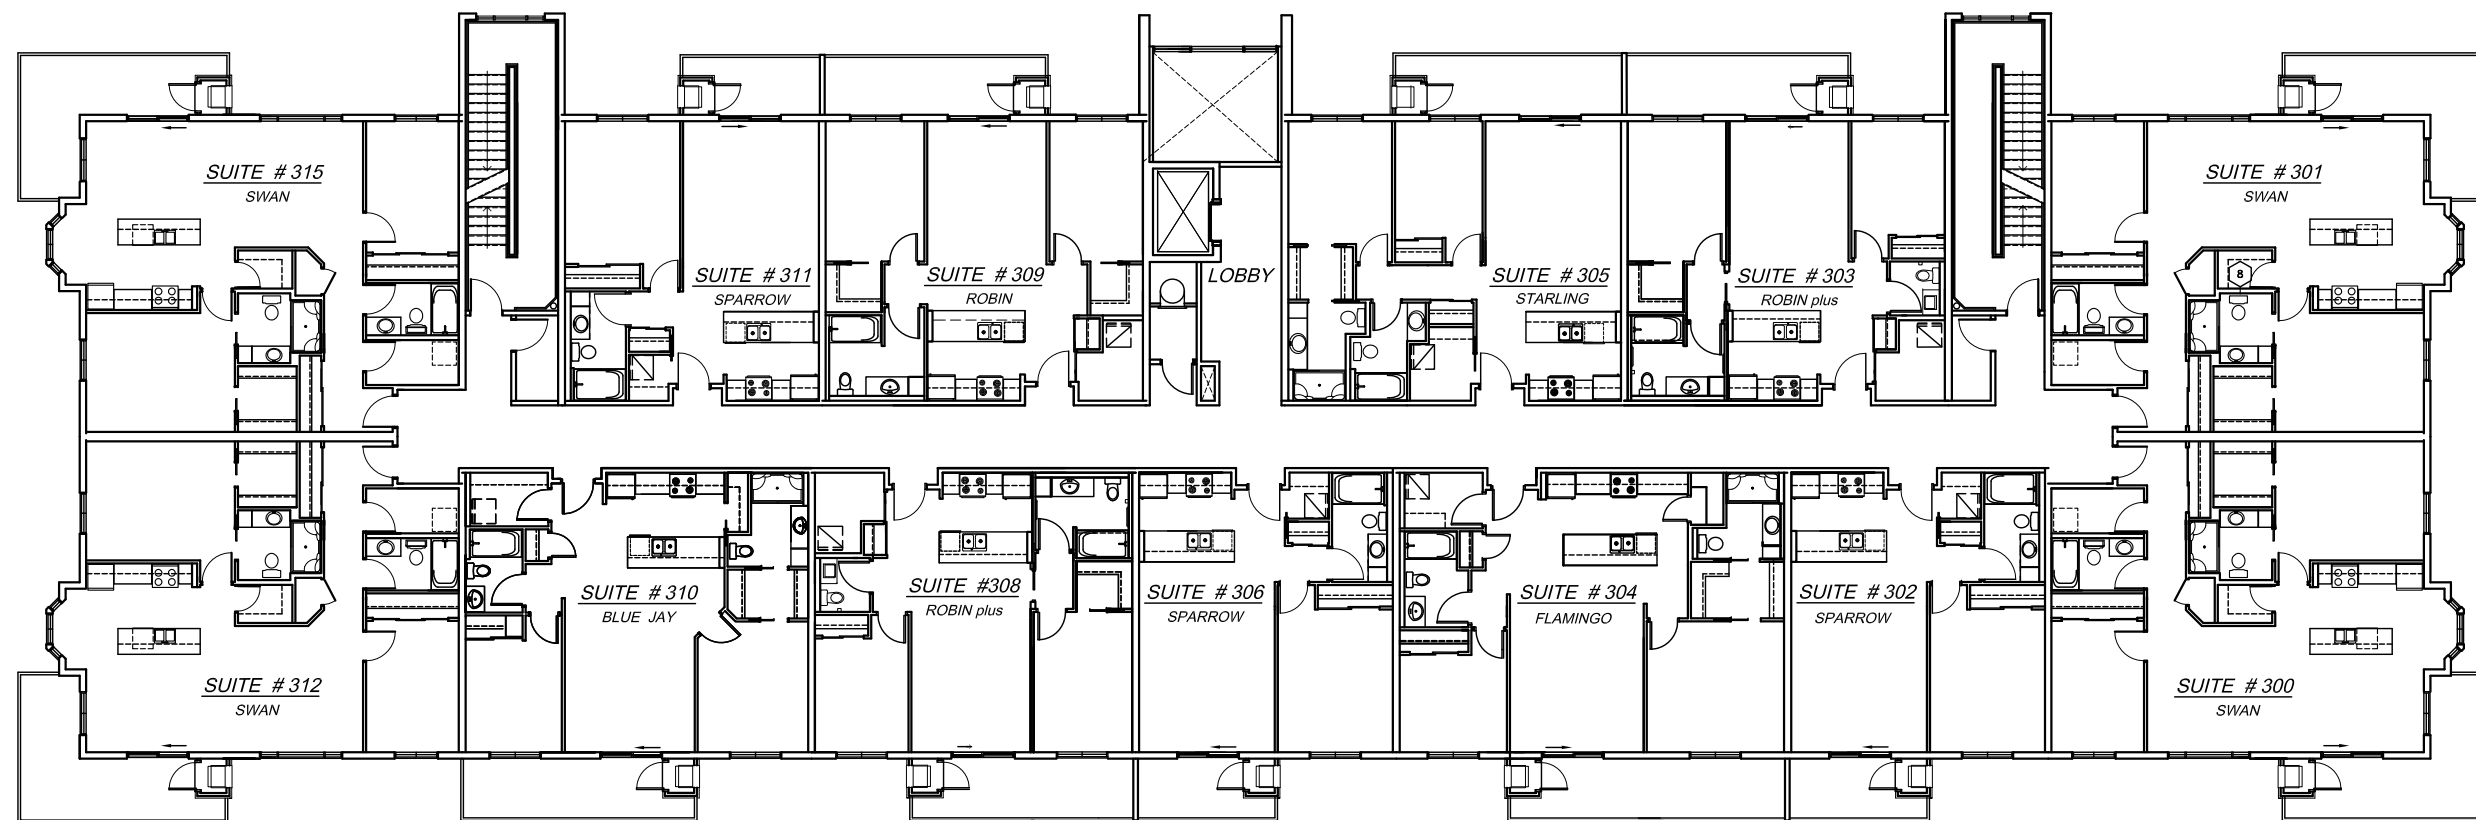 SUITE # 315
SWAN
SUITE # 311
SPARROW
SUITE # 309
ROBIN
LOBBY
SUITE # 305
STARLING
SUITE # 303
ROBIN plus
SUITE # 301
SWAN
8
SUITE # 312
SWAN
SUITE # 310
BLUE JAY
SUITE #308
ROBIN plus
SUITE # 306
SPARROW
SUITE # 304
FLAMINGO
SUITE # 302
SPARROW
SUITE # 300
SWAN